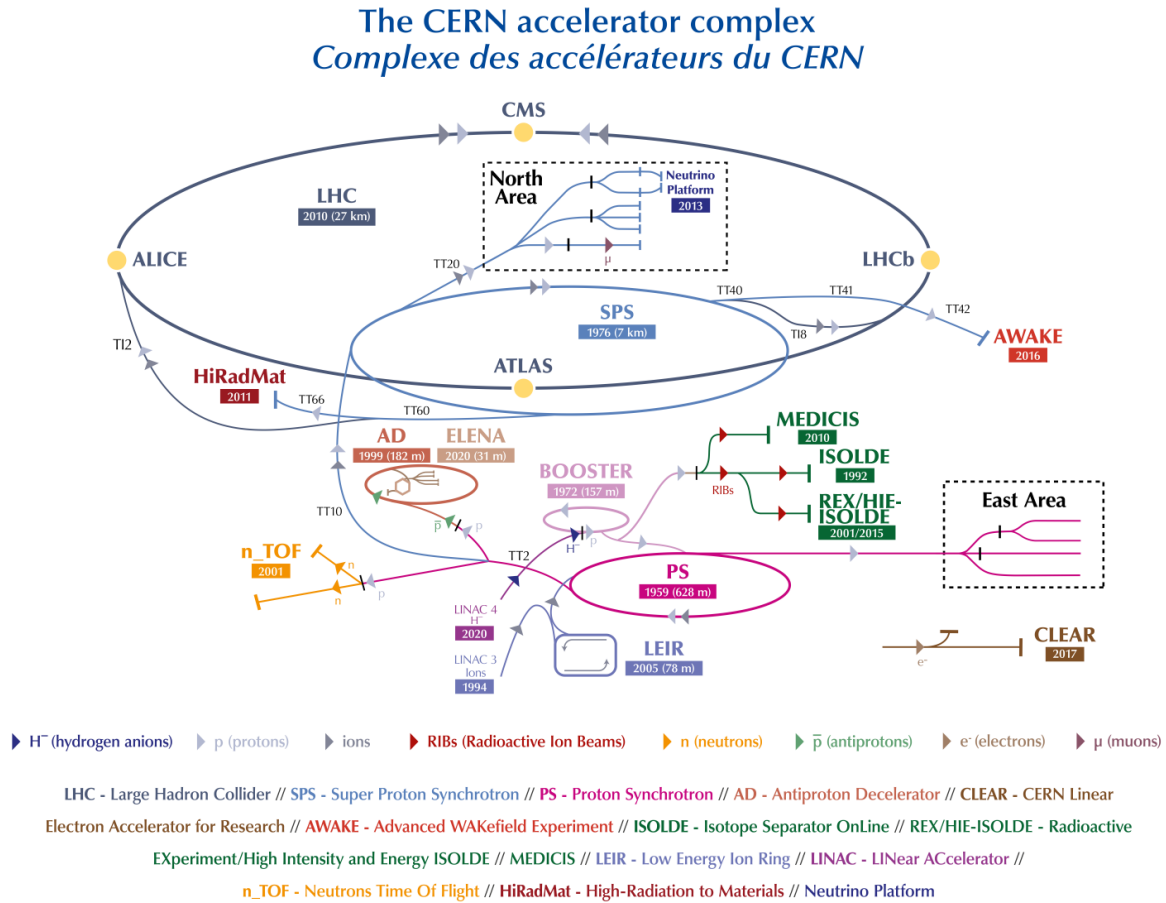 The CERN accelerator complex
Complexe des accélérateurs du CERN
CMS
North
Area
Neutrino
Platform
2013
LHC
2010 (27 km)
ALICE
LHCb
TT20
μ
TT40
TT41
TT42
SPS
1976 (7 km)
TI8
TI2
AWAKE
2016
ATLAS
HiRadMat
2011
TT66
TT60
MEDICIS
2010
AD
1999 (182 m)
ELENA
2020 (31 m)
BOOSTER
1972 (157 m)
ISOLDE
1992
RIBs
REX/HIE-
ISOLDE
2001/2015
East Area
TT10
p̅
p
H⁻
p
TT2
n_TOF
2001
n
n
p
PS
1959 (628 m)
LINAC 4
H⁻
2020
LINAC 3
Ions
1994
LEIR
2005 (78 m)
CLEAR
2017
e⁻
H⁻ (hydrogen anions)
p (protons)
ions
RIBs (Radioactive Ion Beams)
n (neutrons)
p̅ (antiprotons)
e⁻ (electrons)
μ (muons)
LHC - Large Hadron Collider // SPS - Super Proton Synchrotron // PS - Proton Synchrotron // AD - Antiproton Decelerator // CLEAR - CERN Linear
Electron Accelerator for Research // AWAKE - Advanced WAKefield Experiment // ISOLDE - Isotope Separator OnLine // REX/HIE-ISOLDE - Radioactive
EXperiment/High Intensity and Energy ISOLDE // MEDICIS // LEIR - Low Energy Ion Ring // LINAC - LINear ACcelerator //
n_TOF - Neutrons Time Of Flight // HiRadMat - High-Radiation to Materials // Neutrino Platform